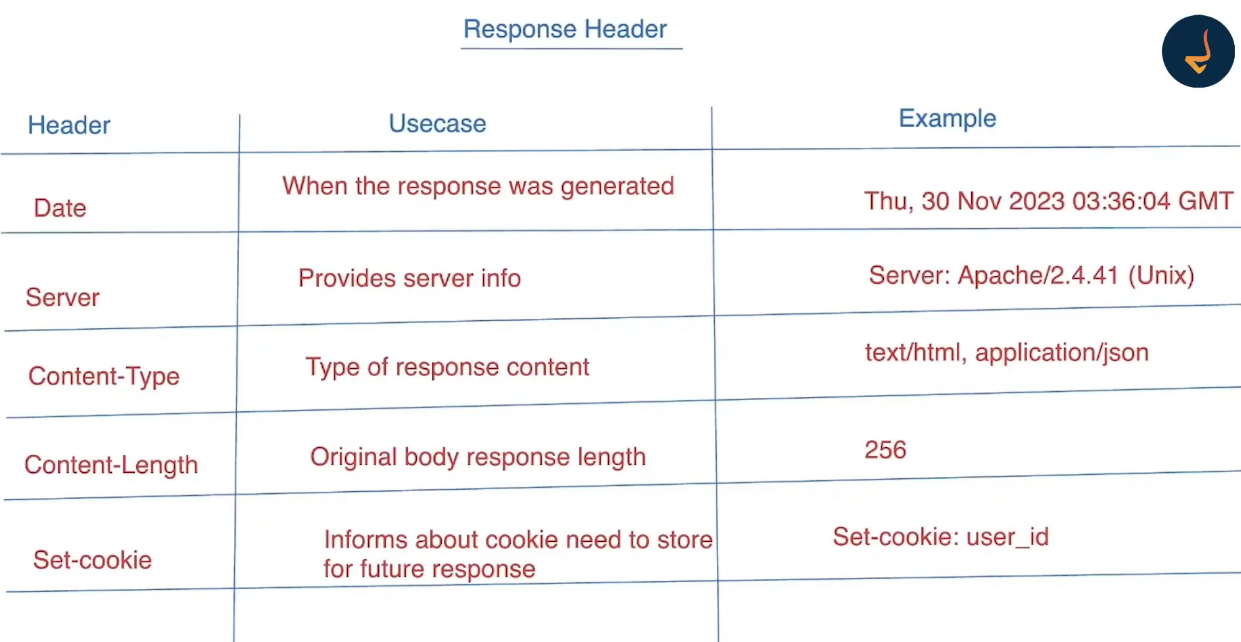 Response Header
Header
Usecase
Example
Date
When the response was generated
Thu, 30 Nov 2023 03:36:04 GMT
Server
Provides server info
Server: Apache/2.4.41 (Unix)
Content-Type
Type of response content
text/html, application/json
Content-Length
Original body response length
256
Set-cookie
Informs about cookie need to store
for future response
Set-cookie: user_id